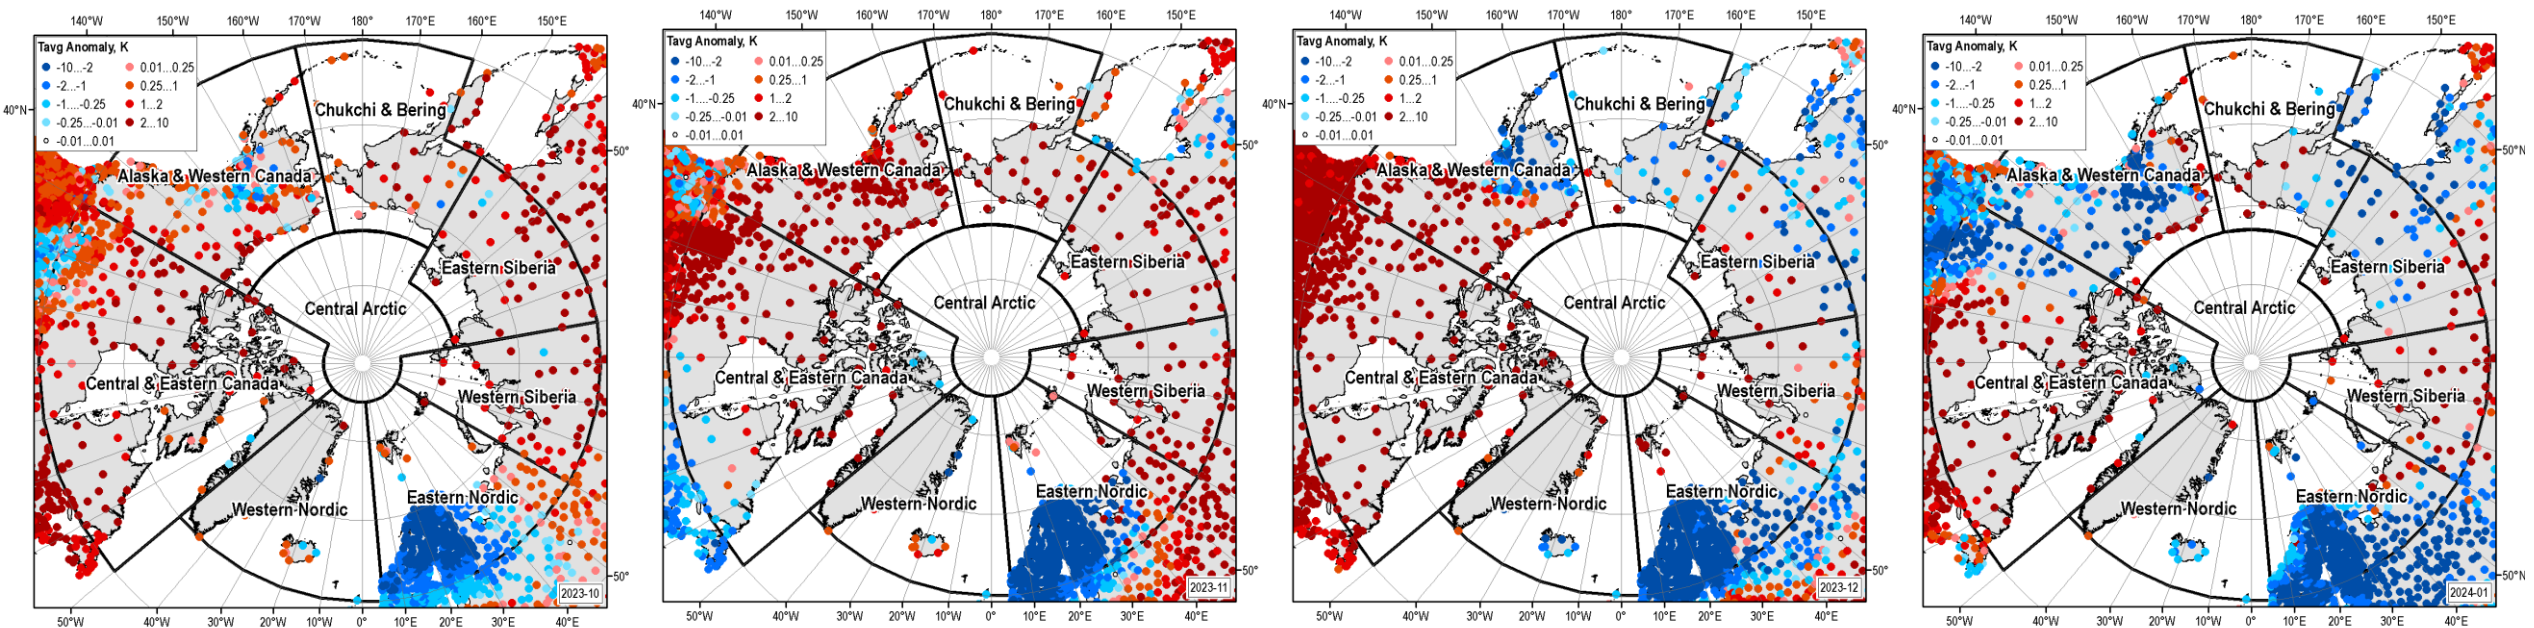 140°W 160°W 170°W 180° 170°E 160°E 150°E
Tavg Anomaly, K
-10...-2 0.01...0.25
-2...-1 0.25...1
-1....-0.25 1...2
-0.25...-0.01 2...10
-0.01...0.01
40°N
50°
Chukchi & Bering
Alaska & Western Canada
Eastern Siberia
Central Arctic
Central & Eastern Canada
Western Siberia
Eastern Nordic
Western Nordic
50°
2023-10
50°W 40°W 30°W 20°W 10°W 0° 10°E 20°E 30°E 40°E
140°W 150°W 160°W 170°W 180° 170°E 160°E 150°E
Tavg Anomaly, K
-10...-2 0.01...0.25
-2...-1 0.25...1
-1....-0.25 1...2
-0.25...-0.01 2...10
-0.01...0.01
40°N
50°
Chukchi & Bering
Alaska & Western Canada
Eastern Siberia
Central Arctic
Central & Eastern Canada
Western Siberia
Eastern Nordic
Western Nordic
50°
2023-11
50°W 40°W 30°W 20°W 10°W 0° 10°E 20°E 30°E 40°E
140°W 150°W 160°W 170°W 180° 170°E 160°E 150°E
Tavg Anomaly, K
-10...-2 0.01...0.25
-2...-1 0.25...1
-1....-0.25 1...2
-0.25...-0.01 2...10
-0.01...0.01
40°N
50°
Chukchi & Bering
Alaska & Western Canada
Eastern Siberia
Central Arctic
Central & Eastern Canada
Western Siberia
Eastern Nordic
Western Nordic
50°
2023-12
50°W 40°W 30°W 20°W 10°W 0° 10°E 20°E 30°E 40°E
140°W 150°W 160°W 170°W 180° 170°E 160°E 150°E
Tavg Anomaly, K
-10...-2 0.01...0.25
-2...-1 0.25...1
-1....-0.25 1...2
-0.25...-0.01 2...10
-0.01...0.01
40°N
50°N
Chukchi & Bering
Alaska & Western Canada
Eastern Siberia
Central Arctic
Central & Eastern Canada
Western Siberia
Eastern Nordic
Western Nordic
50°N
2024-01
50°W 40°W 30°W 20°W 10°W 0° 10°E 20°E 30°E 40°E